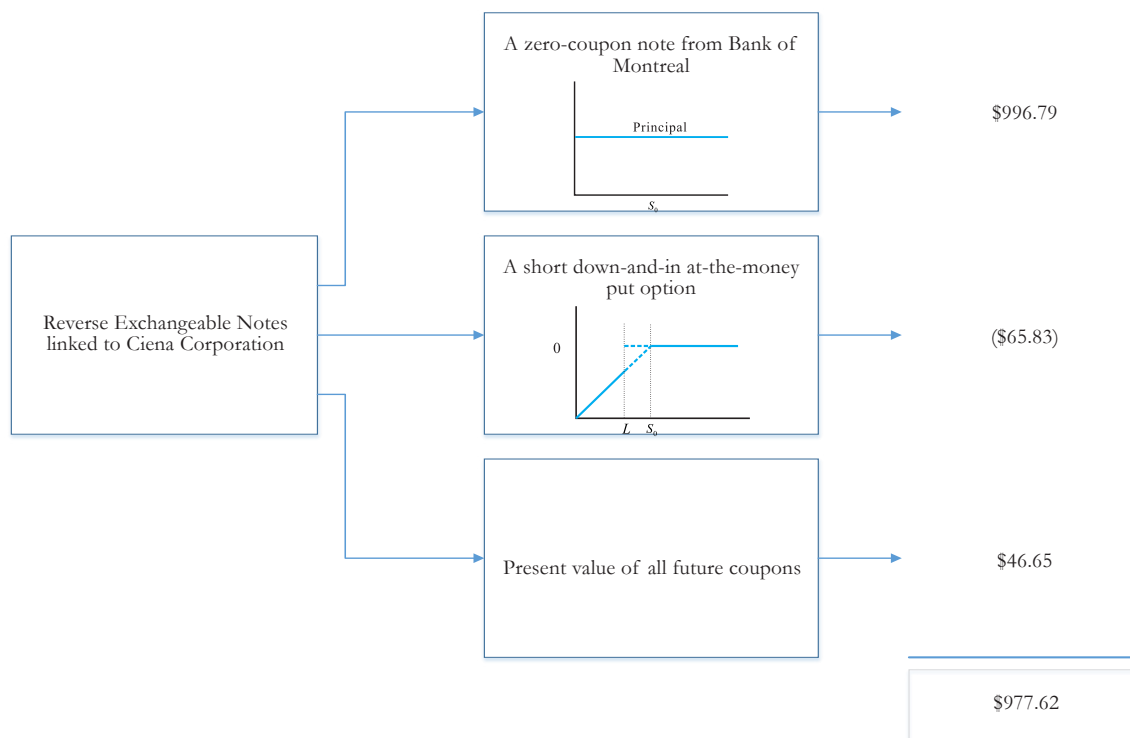 A zero-coupon note from Bank of
Montreal
Principal
S₀
$996.79
Reverse Exchangeable Notes
linked to Ciena Corporation
A short down-and-in at-the-money
put option
0
L S₀
($65.83)
Present value of all future coupons
$46.65
$977.62